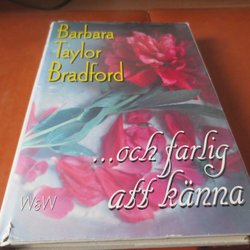 Barbara
Taylor
Bradford
...och farlig
att känna
W&W